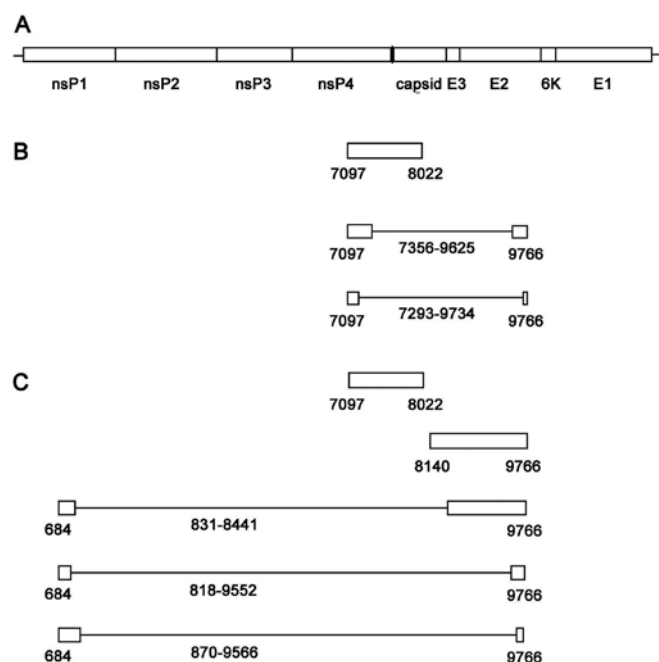 A
nsP1 nsP2 nsP3 nsP4 capsid E3 E2 6K E1
B
7097 8022
7097 7356-9625 9766
7097 7293-9734 9766
C
7097 8022
8140 9766
684 831-8441 9766
684 818-9552 9766
684 870-9566 9766